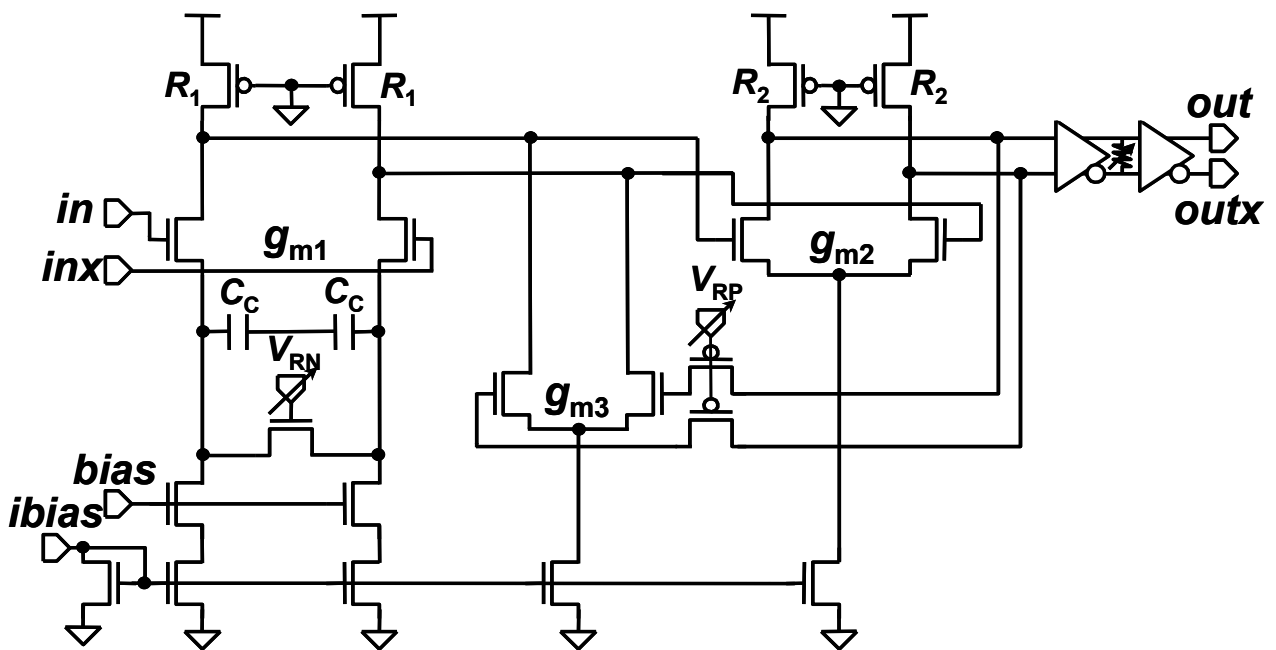 R1
R1
R2
R2
out
outx
in
inx
gm1
gm2
CC
CC
VRP
VRN
gm3
bias
ibias